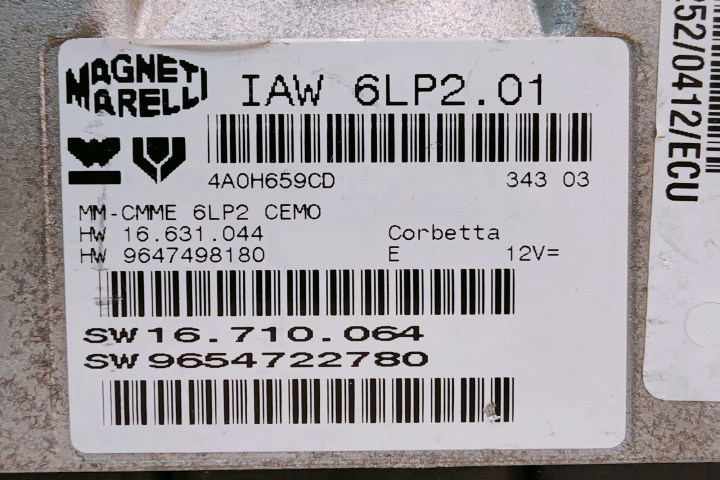 MAGNETI
MARELLI
IAW 6LP2.01
4A0H659CD 343 03
MM-CMME 6LP2 CEMO
HW 16.631.044 Corbetta
HW 9647498180 E 12V=
SW 16.710.064
SW 9654722780
252/0412/ECU